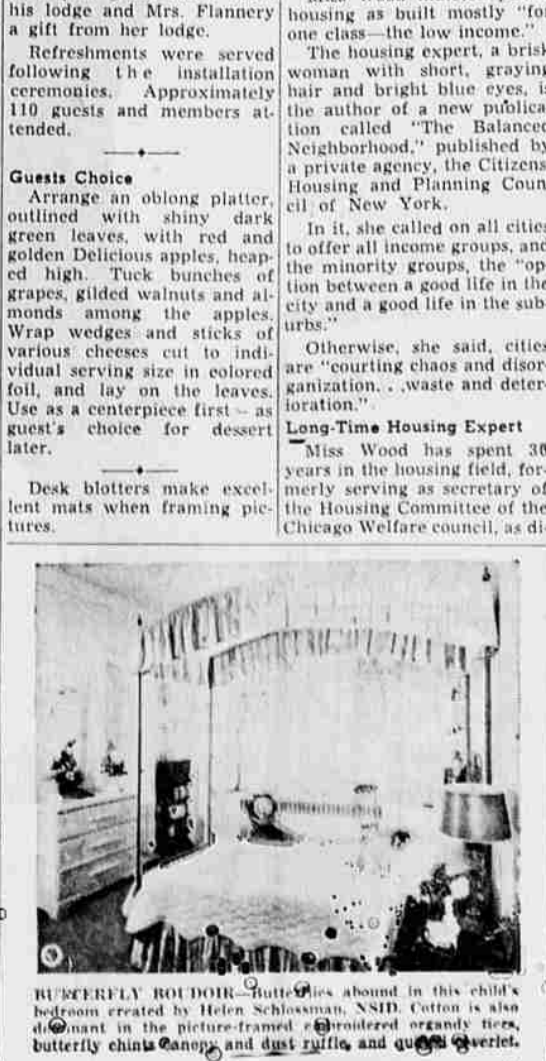 his lodge and Mrs. Flannery
a gift from her lodge.
Refreshments were served
following the installation
ceremonies. Approximately
110 guests and members at-
tended.
Guests Choice
Arrange an oblong platter,
outlined with shiny dark
green leaves, with red and
golden Delicious apples, heap-
ed high. Tuck bunches of
grapes, gilded walnuts and al-
monds among the apples.
Wrap wedges and sticks of
various cheeses cut to indi-
vidual serving size in colored
foil, and lay on the leaves.
Use as a centerpiece first – as
guest's choice for dessert
later.
Desk blotters make excel-
lent mats when framing pic-
tures.
housing as built mostly "for
one class—the low income."
The housing expert, a brisk
woman with short, graying
hair and bright blue eyes, i
the author of a new publica
tion called "The Balanced
Neighborhood," published by
a private agency, the Citizens
Housing and Planning Coun
cil of New York.
In it, she called on all cities
to offer all income groups, and
the minority groups, the "op
tion between a good life in the
city and a good life in the sub
urbs."
Otherwise, she said, cities
are "courting chaos and disor-
ganization. . .waste and deter-
ioration."
Long-Time Housing Expert
Miss Wood has spent 30
years in the housing field, for-
merly serving as secretary of
the Housing Committee of the
Chicago Welfare council, as di-
BUTTERFLY BOUDOIR—Butterflies abound in this child's
bedroom created by Helen Schlossman, NSID. Cotton is also
dominant in the picture-framed embroidered organdy tiers,
butterfly chintz canopy and dust ruffle, and quilted coverlet.